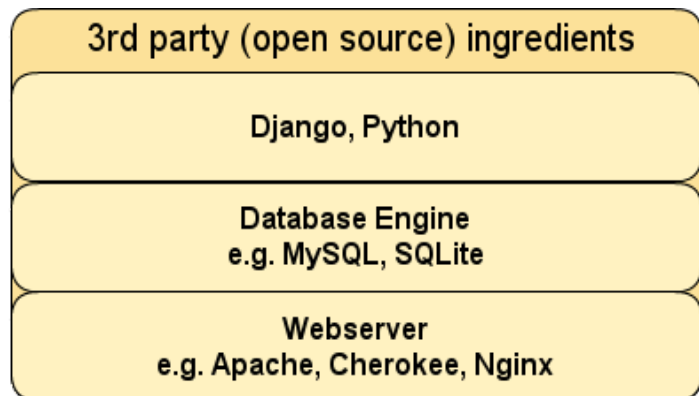 3rd party (open source) ingredients
Django, Python
Database Engine
e.g. MySQL, SQLite
Webserver
e.g. Apache, Cherokee, Nginx